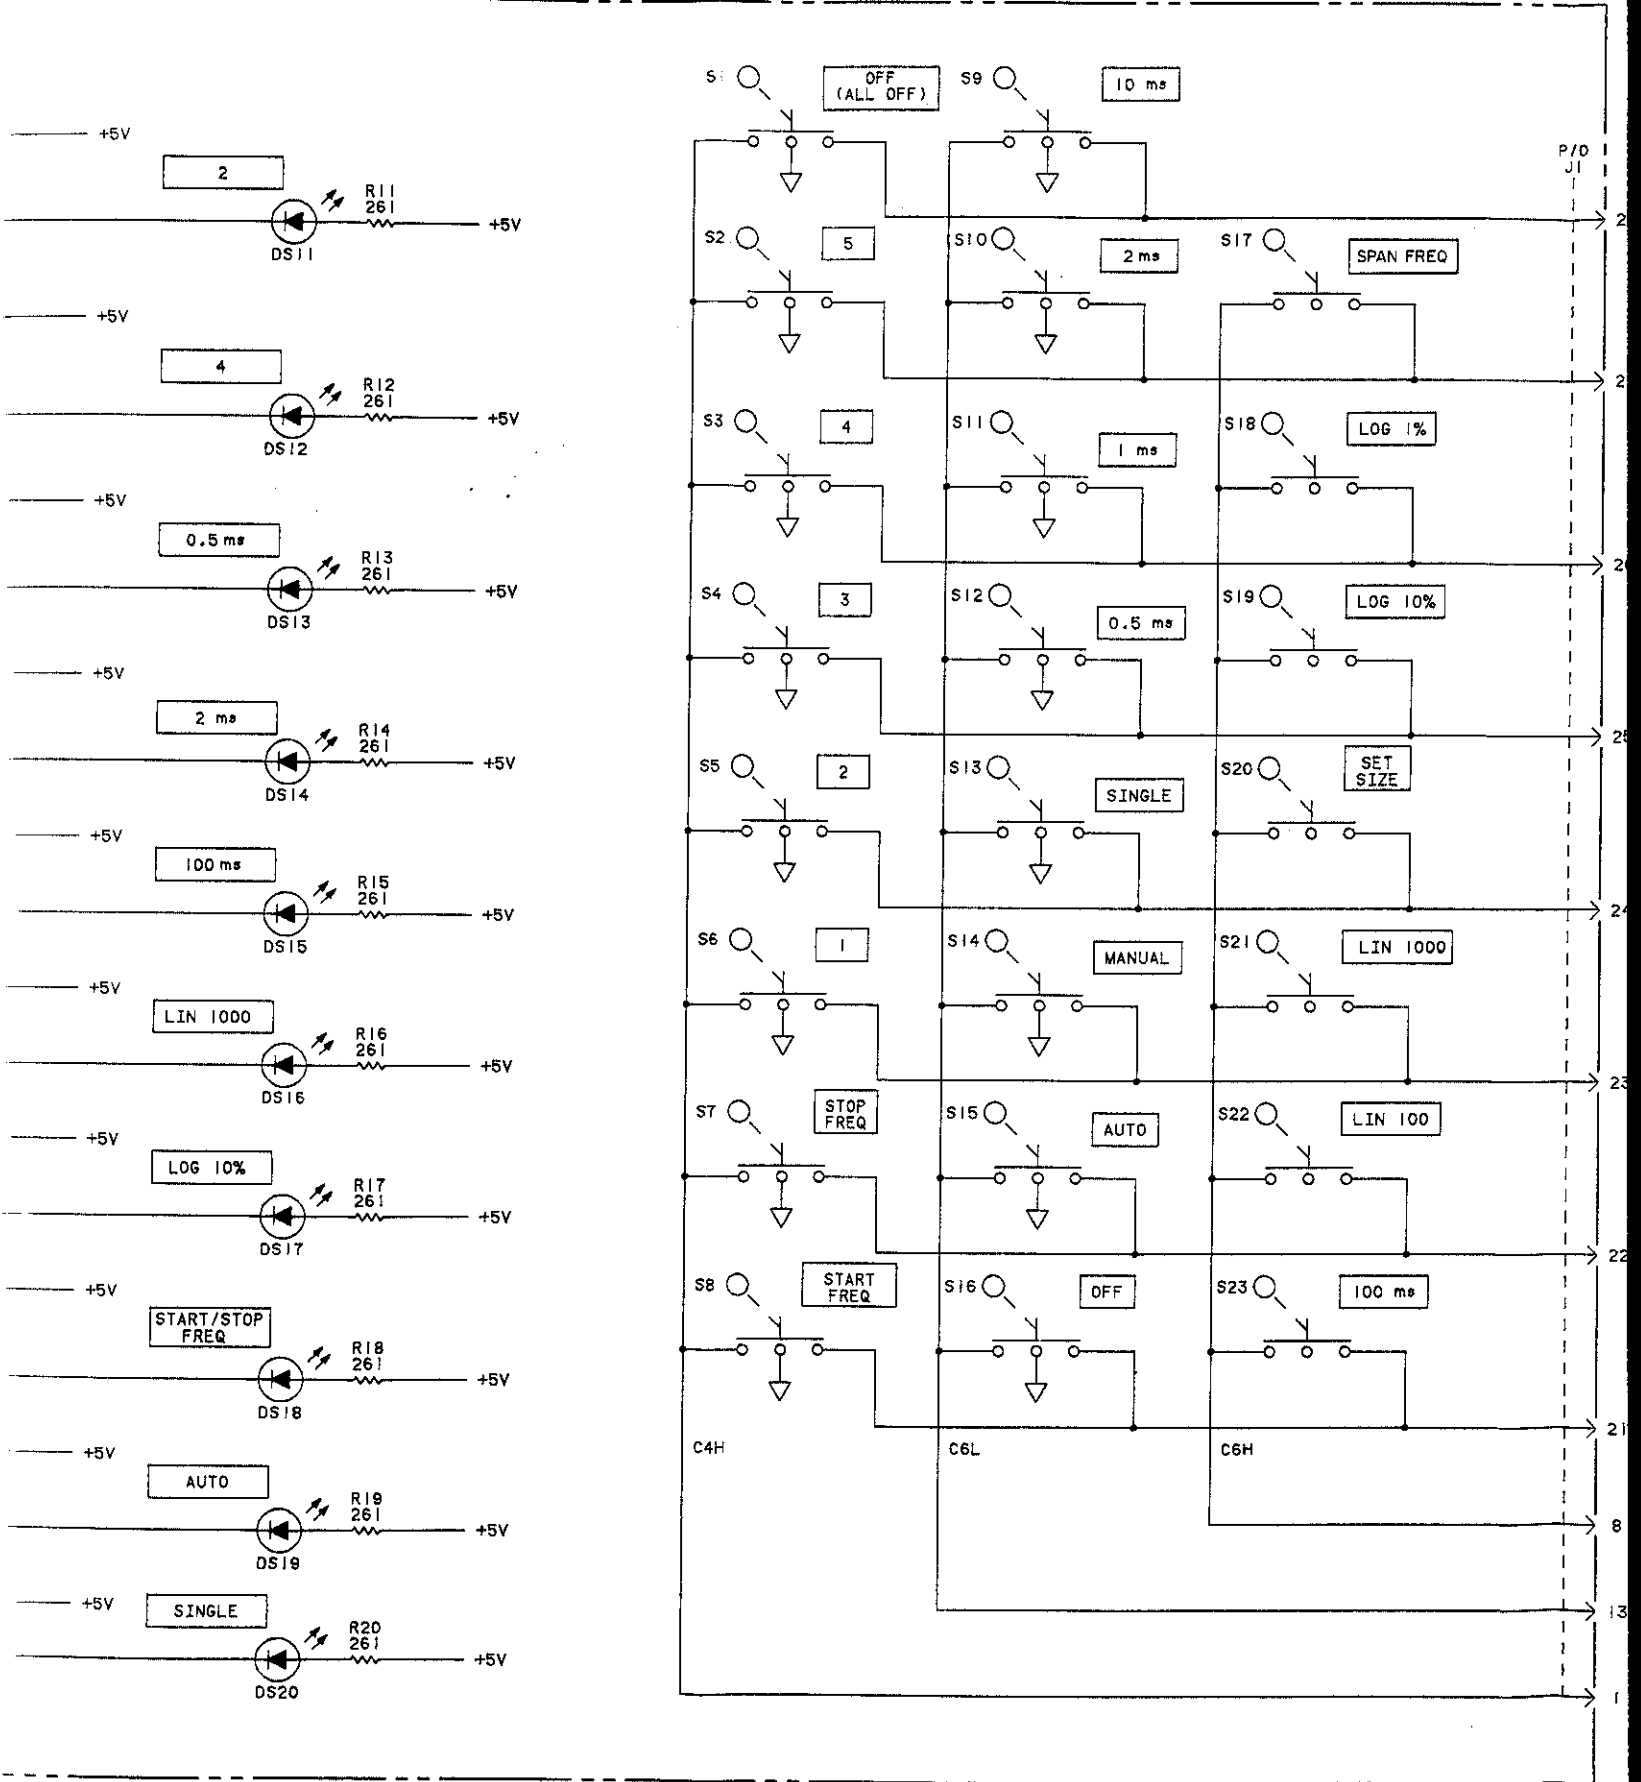 +5V
2
R11
261
+5V
DS11
+5V
4
R12
261
+5V
DS12
+5V
0.5 ms
R13
261
+5V
DS13
+5V
2 ms
R14
261
+5V
DS14
+5V
100 ms
R15
261
+5V
DS15
+5V
LIN 1000
R16
261
+5V
DS16
+5V
LOG 10%
R17
261
+5V
DS17
+5V
START/STOP
FREQ
R18
261
+5V
DS18
+5V
AUTO
R19
261
+5V
DS19
+5V
SINGLE
R20
261
+5V
DS20
OFF
(ALL OFF)
S9
10 ms
P/O
J1
S2
5
S10
2 ms
S17
SPAN FREQ
S3
4
S11
1 ms
S18
LOG 1%
S4
3
S12
0.5 ms
S19
LOG 10%
S5
2
S13
SINGLE
S20
SET
SIZE
24
S6
1
S14
MANUAL
S21
LIN 1000
23
S7
STOP
FREQ
S15
AUTO
S22
LIN 100
22
S8
START
FREQ
S16
OFF
S23
100 ms
21
C4H
C6L
C6H
8
13
1